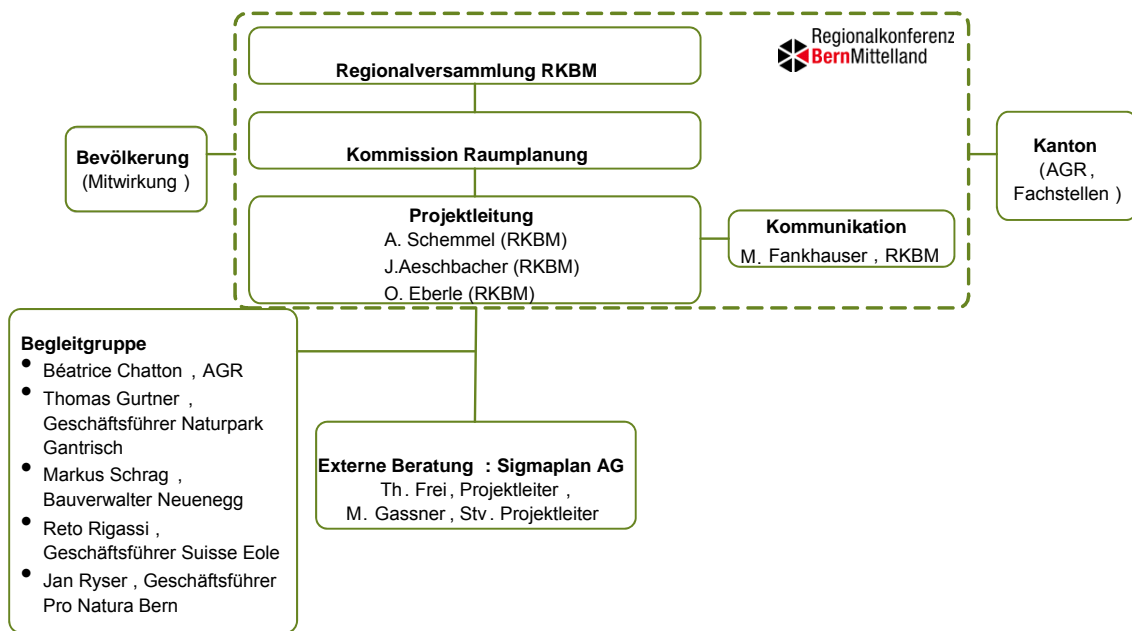 Regionalkonferenz
BernMittelland
Regionalversammlung RKBM
Kommission Raumplanung
Bevölkerung
(Mitwirkung )
Kanton
(AGR ,
Fachstellen )
Projektleitung
A. Schemmel (RKBM)
J.Aeschbacher (RKBM)
O. Eberle (RKBM)
Kommunikation
M. Fankhauser , RKBM
Begleitgruppe
• Béatrice Chatton , AGR
• Thomas Gurtner ,
Geschäftsführer Naturpark
Gantrisch
• Markus Schrag ,
Bauverwalter Neuenegg
• Reto Rigassi ,
Geschäftsführer Suisse Eole
• Jan Ryser , Geschäftsführer
Pro Natura Bern
Externe Beratung : Sigmaplan AG
Th. Frei , Projektleiter ,
M. Gassner , Stv. Projektleiter